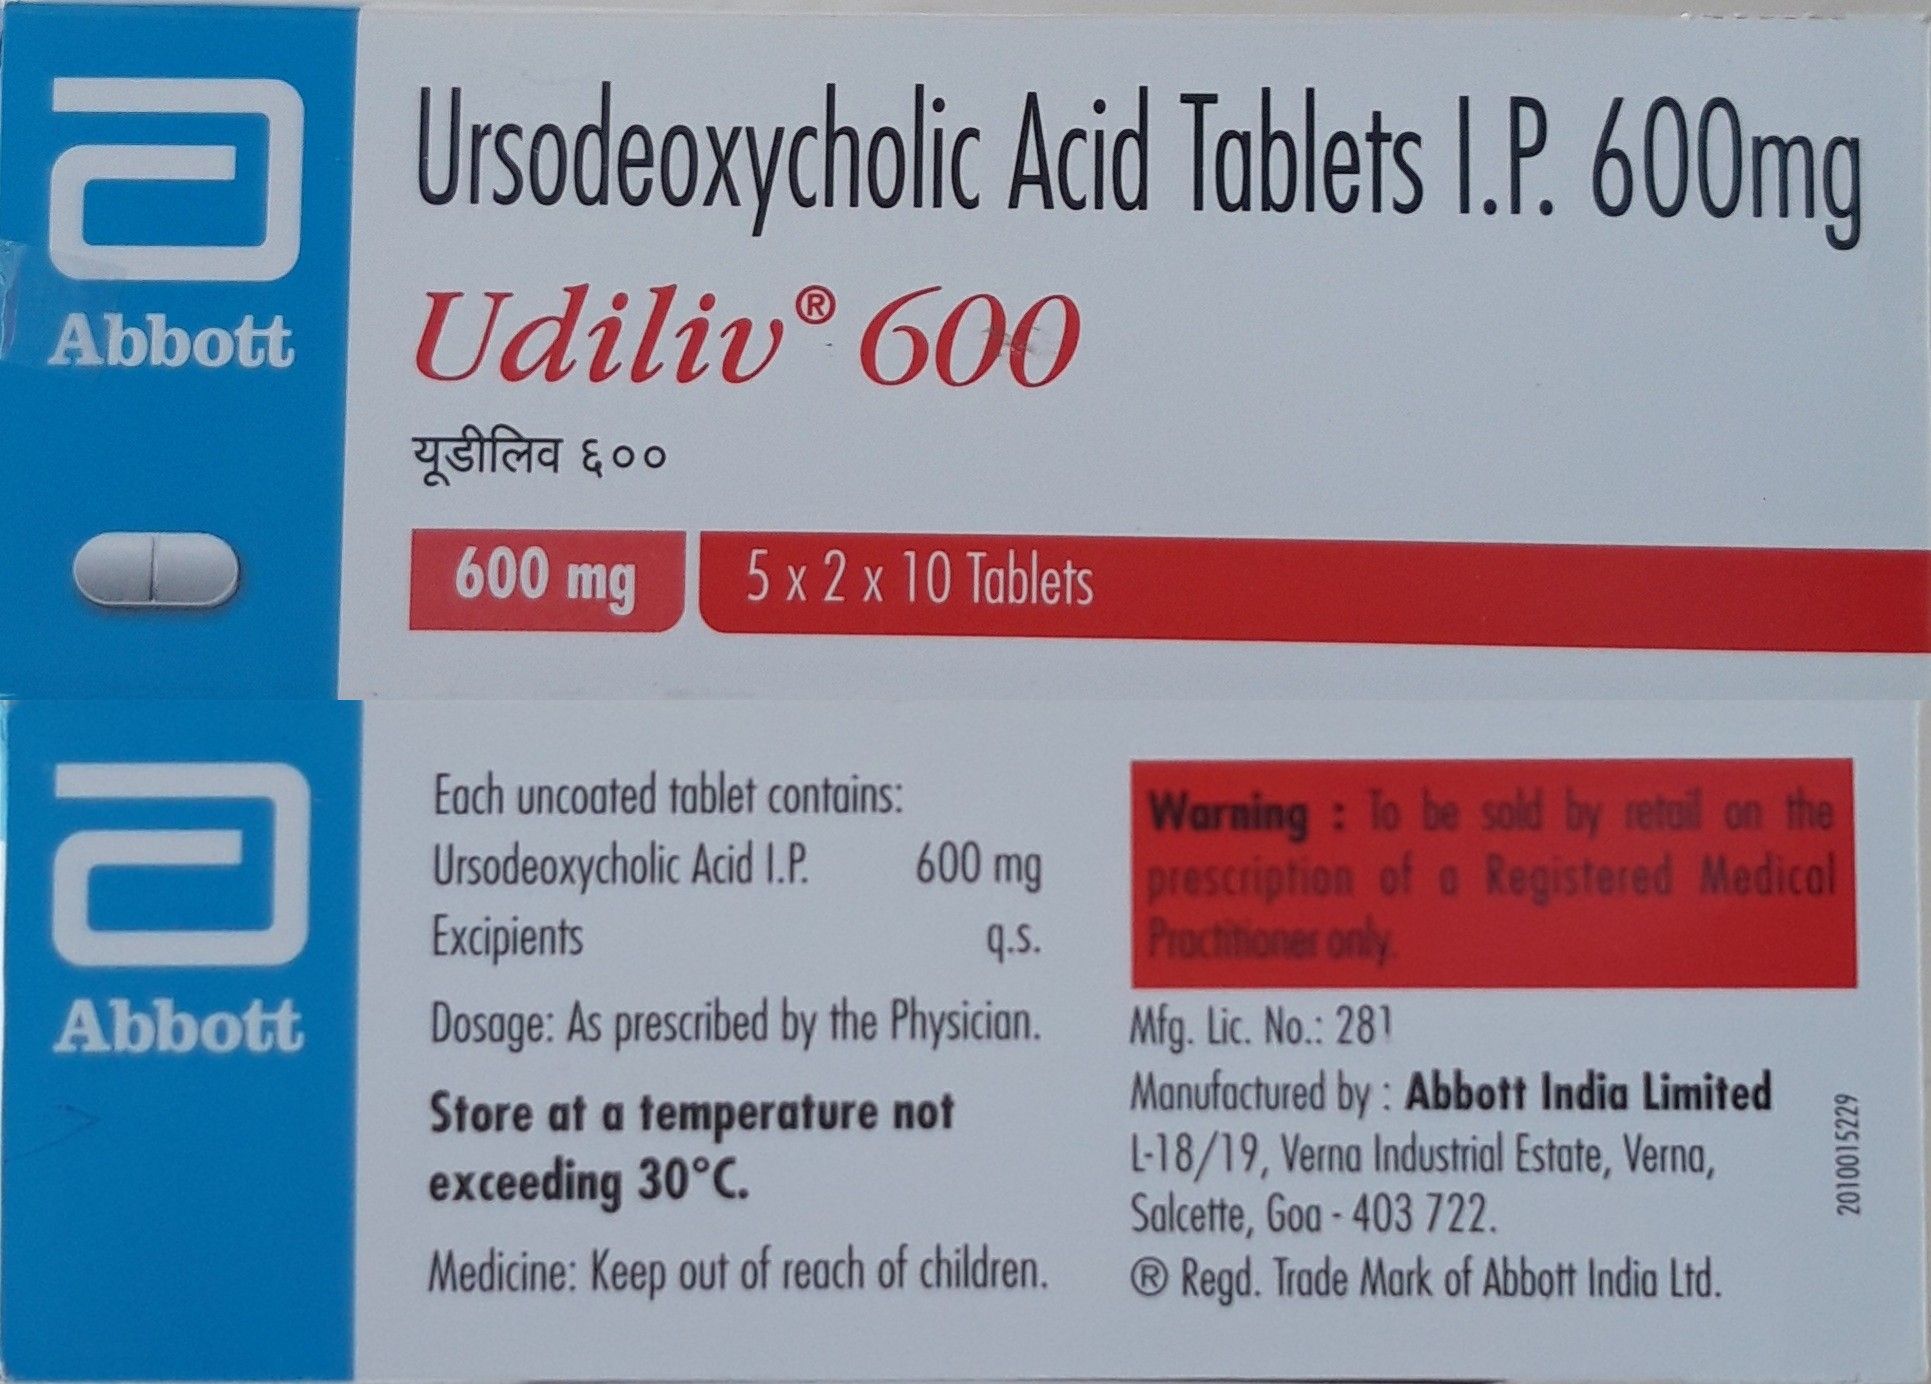 Abbott
Ursodeoxycholic Acid Tablets I.P. 600mg
Udiliv® 600
यूडीलिव ६००
600 mg
5 x 2 x 10 Tablets
Abbott
Each uncoated tablet contains:
Ursodeoxycholic Acid I.P. 600 mg
Excipients q.s.
Dosage: As prescribed by the Physician.
Store at a temperature not
exceeding 30°C.
Medicine: Keep out of reach of children.
Warning : To be sold by retail on the
prescription of a Registered Medical
Practitioner only.
Mfg. Lic. No.: 281
Manufactured by : Abbott India Limited
L-18/19, Verna Industrial Estate, Verna,
Salcette, Goa - 403 722.
® Regd. Trade Mark of Abbott India Ltd.
2010015229